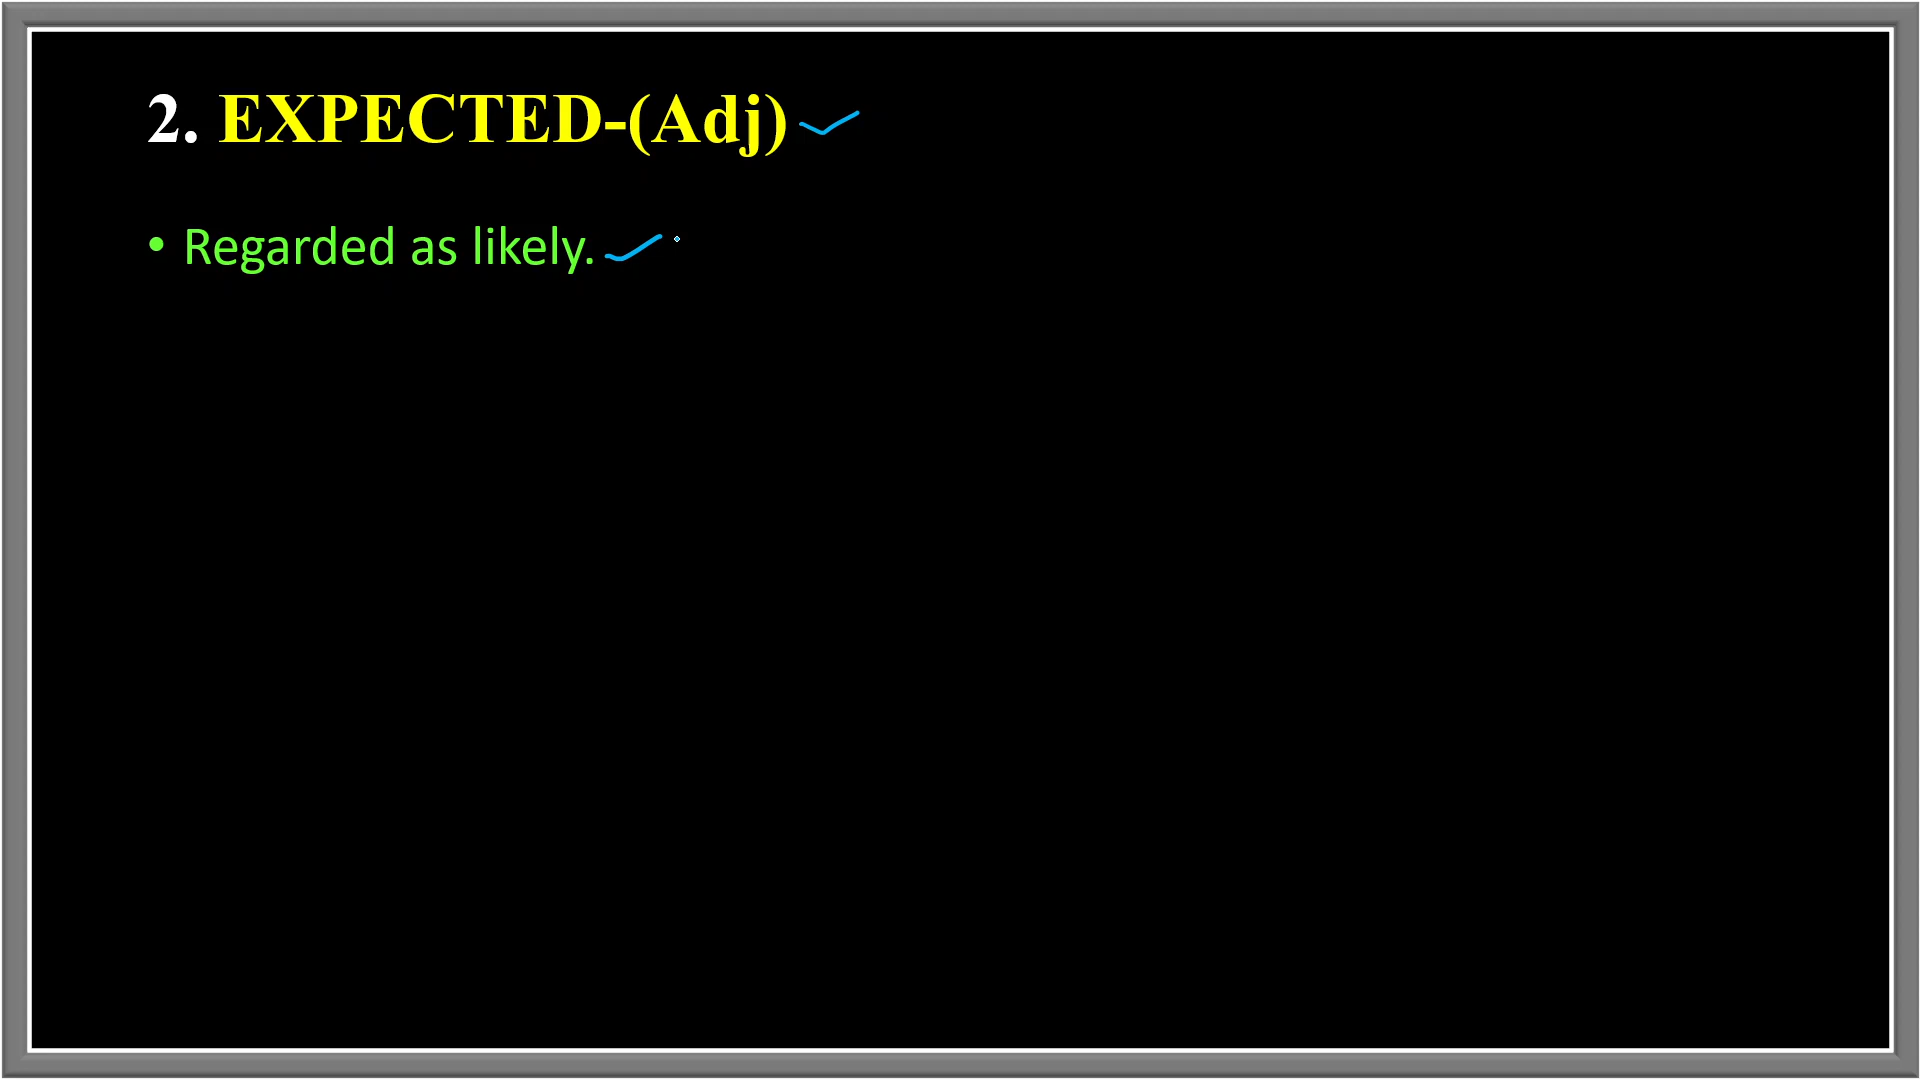 2. EXPECTED-(Adj)
• Regarded as likely.